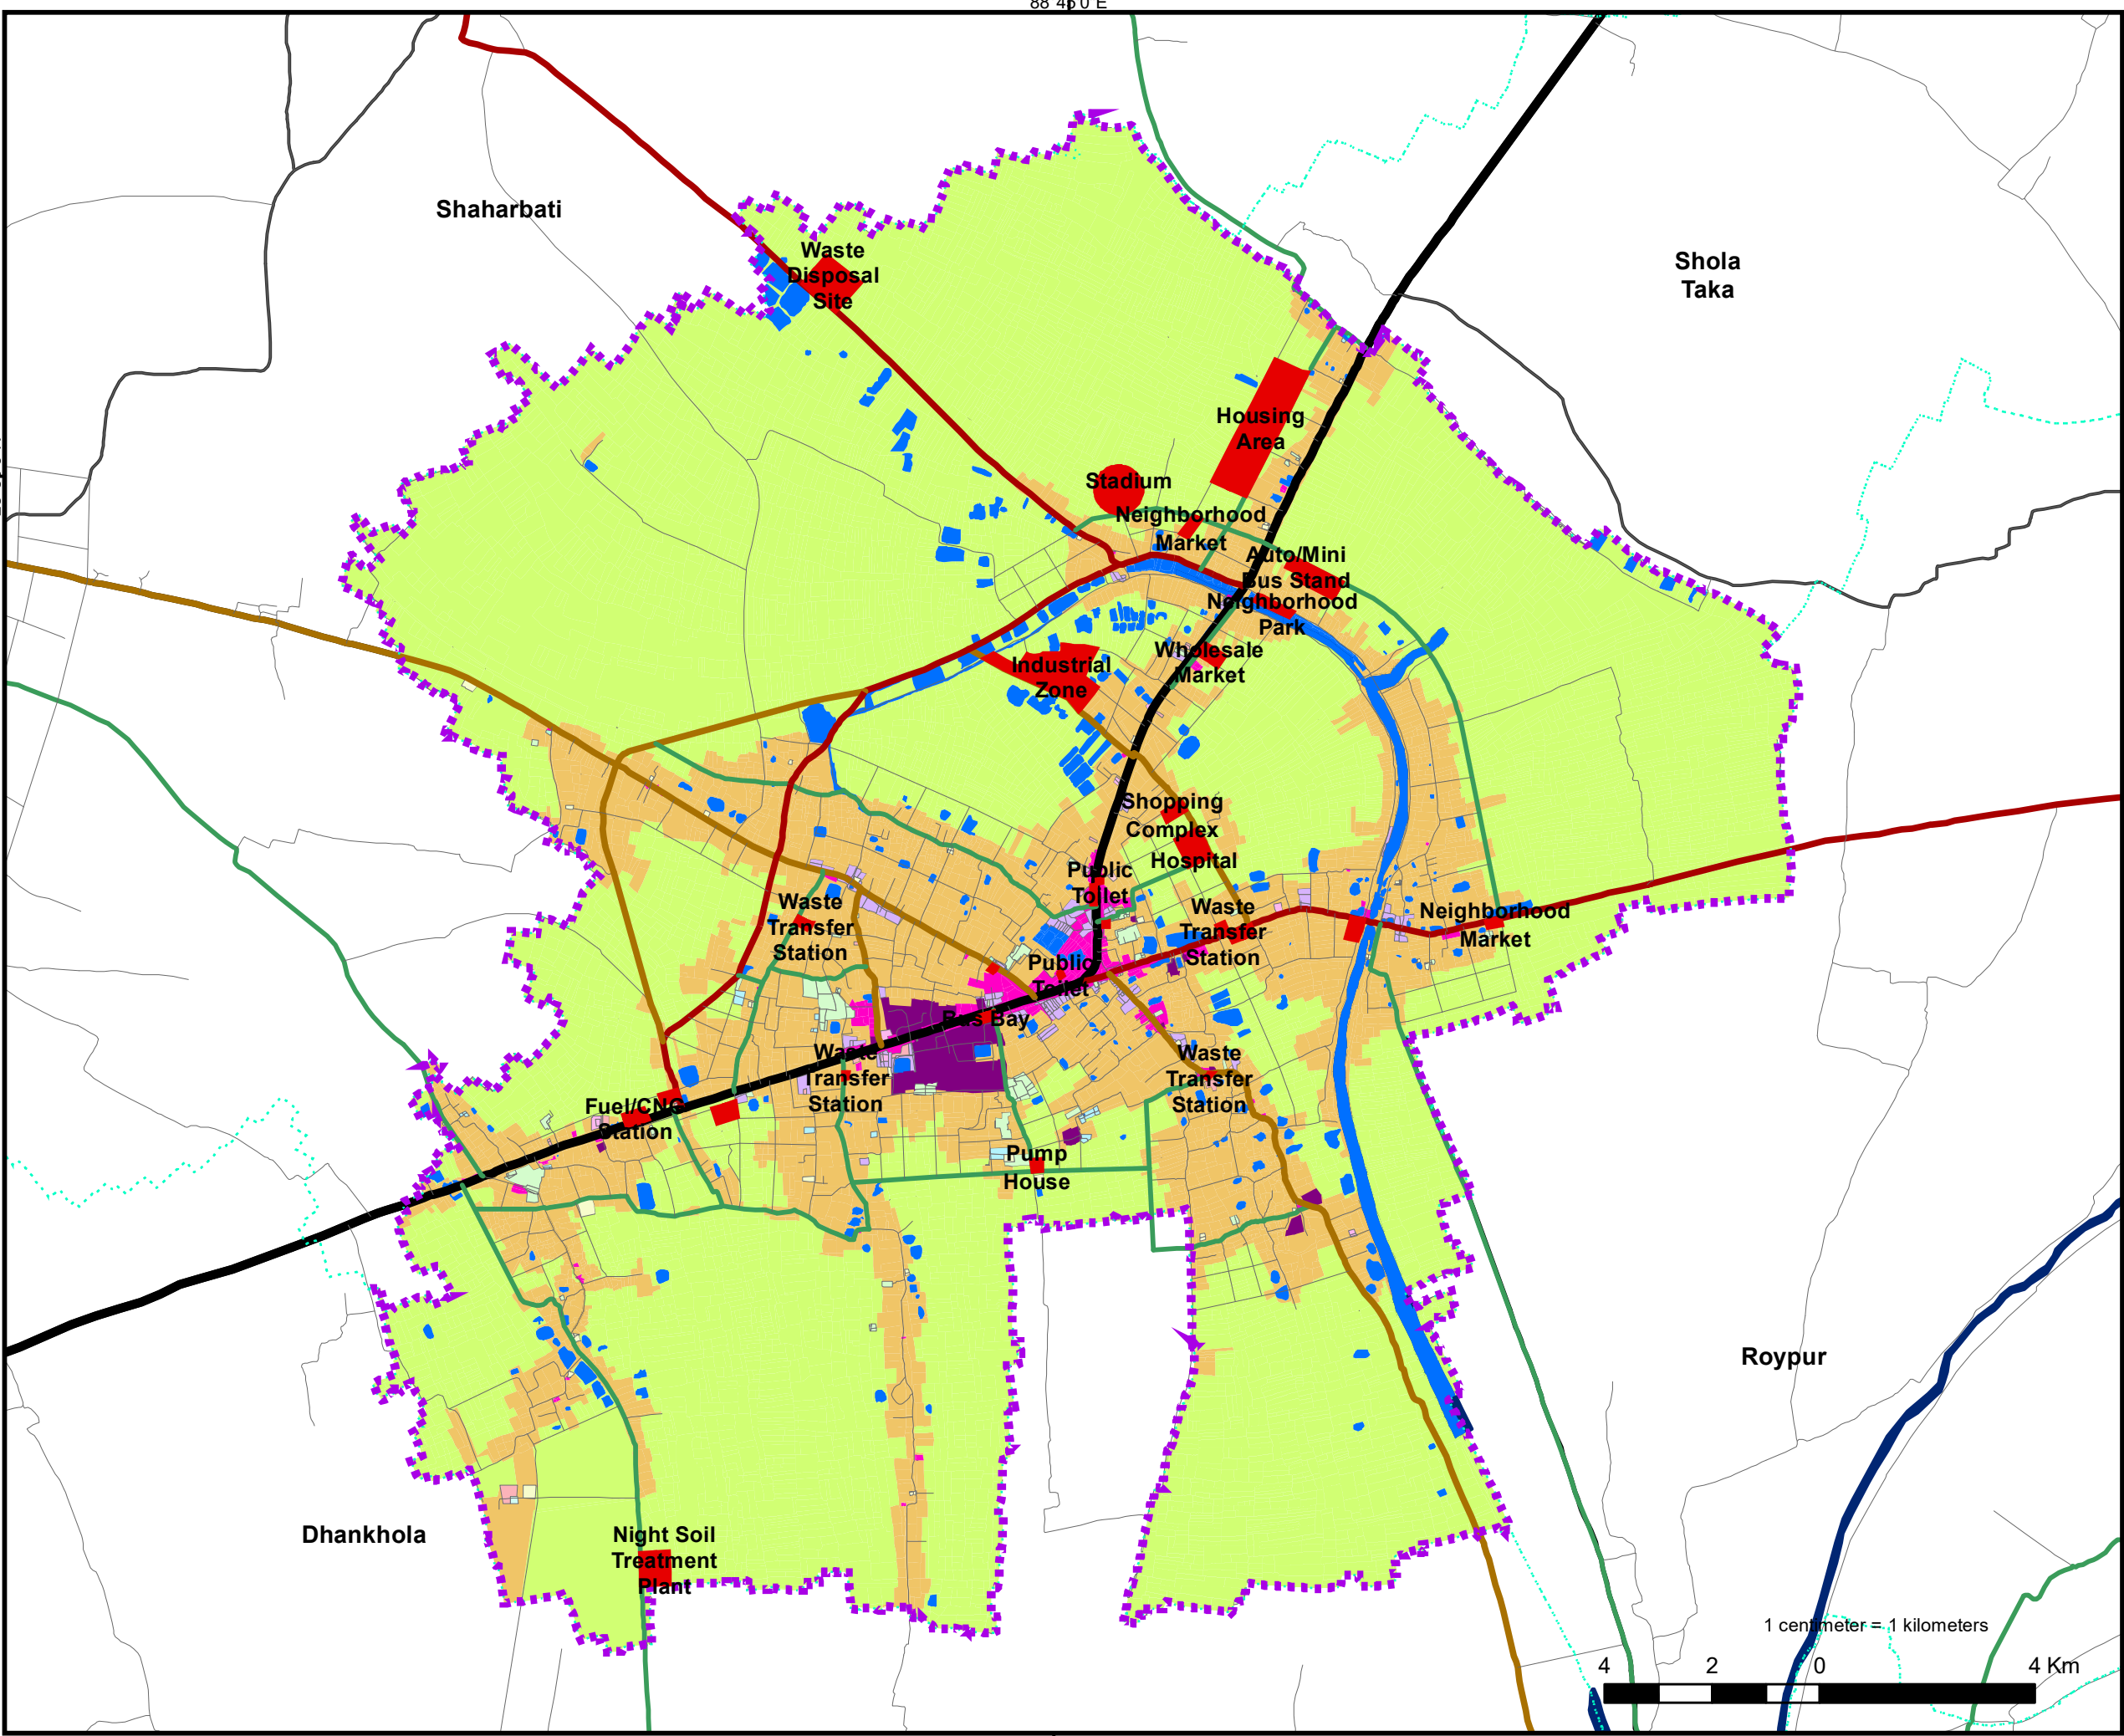 88°45'0"E
Shaharbati
Waste
Disposal
Site
Shola
Taka
Housing
Area
Stadium
Neighborhood
Market
Auto/Mini
Bus Stand
Neighborhood
Park
Industrial
Zone
Wholesale
Market
Shopping
Complex
Hospital
Public
Toilet
Waste
Transfer
Station
Waste
Transfer
Station
Neighborhood
Market
Public
Toilet
Bus Bay
Waste
Transfer
Station
Waste
Transfer
Station
Fuel/CNG
Station
Pump
House
Roypur
Dhankhola
Night Soil
Treatment
Plant
1 centimeter = 1 kilometers
4 2 0 4 Km